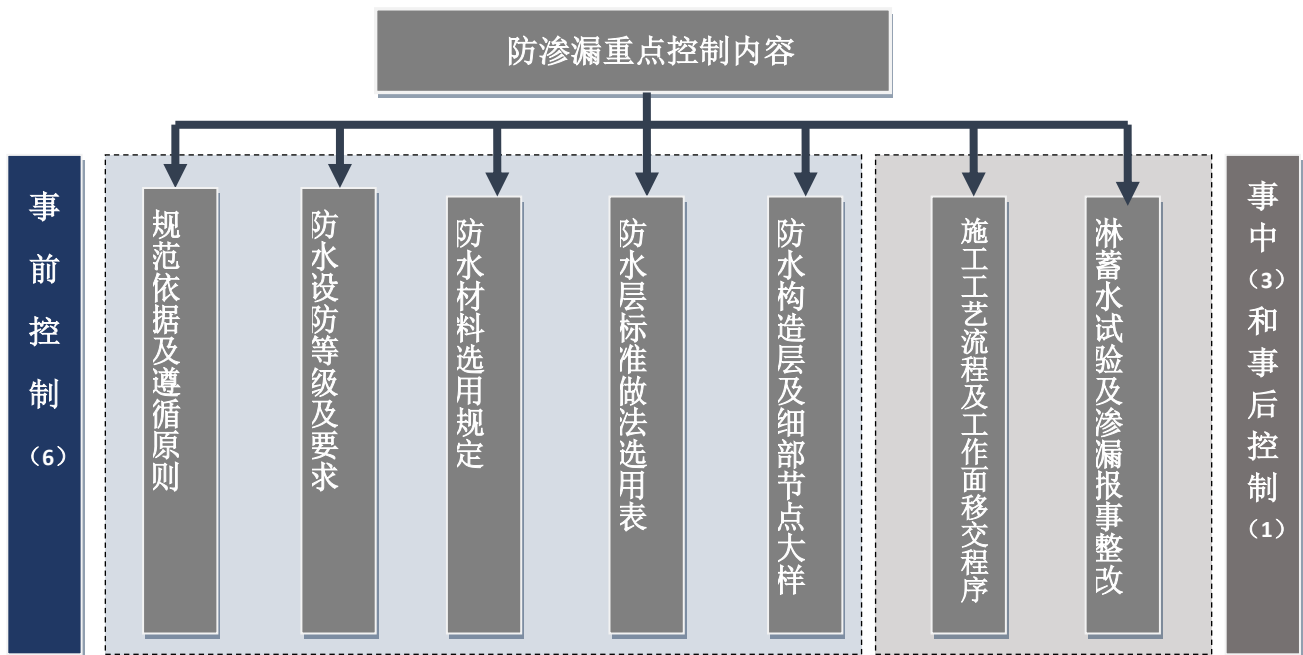 防渗漏重点控制内容
事前控制（6）
规范依据及遵循原则
防水设防等级及要求
防水材料选用规定
防水层标准做法选用表
防水构造层及细部节点大样
施工工艺流程及工作面移交程序
淋蓄水试验及渗漏报事整改
事中（3）和事后控制（1）